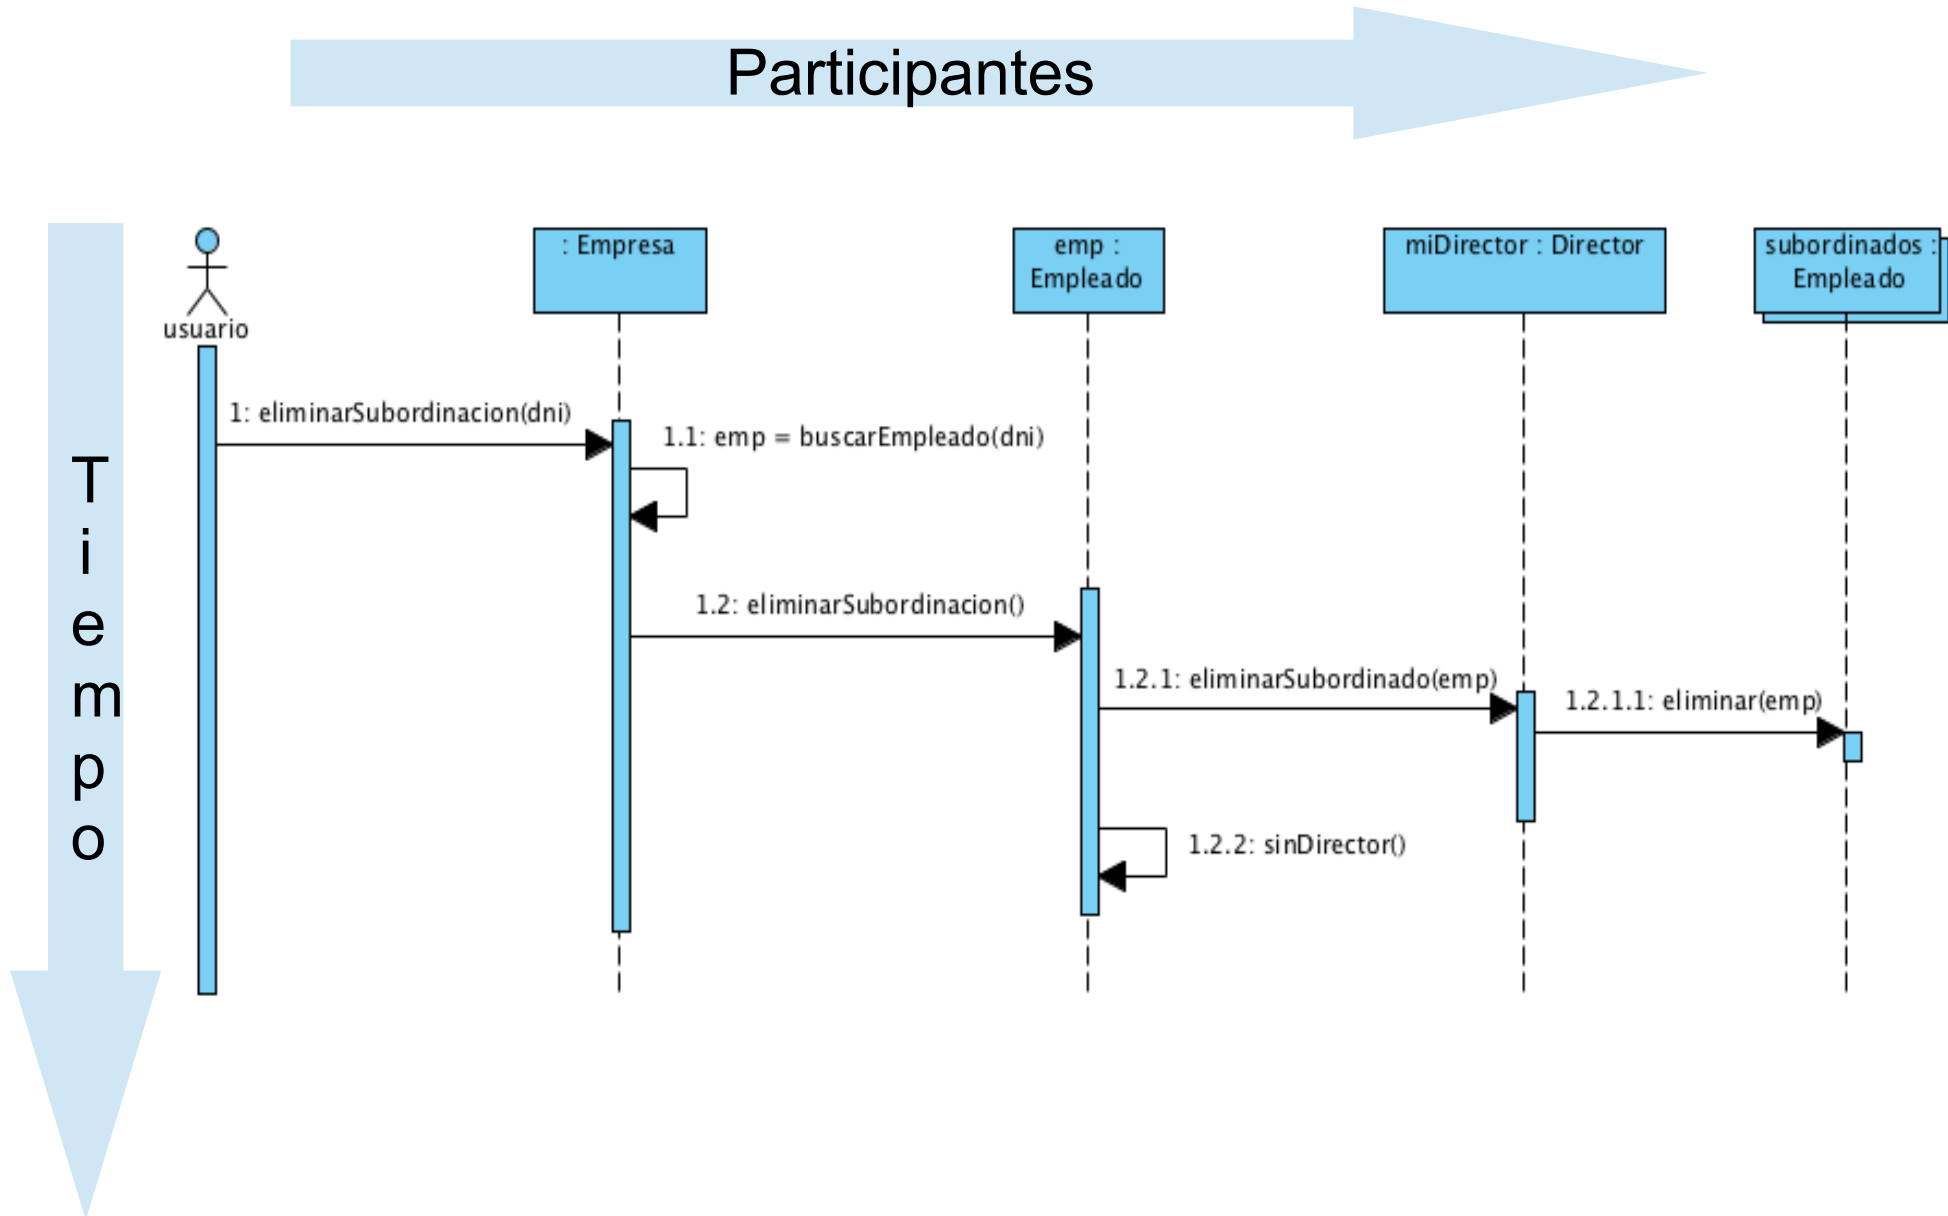 Participantes
Tiempo
usuario
: Empresa
emp :
Empleado
miDirector : Director
subordinados :
Empleado
1: eliminarSubordinacion(dni)
1.1: emp = buscarEmpleado(dni)
1.2: eliminarSubordinacion()
1.2.1: eliminarSubordinado(emp)
1.2.1.1: eliminar(emp)
1.2.2: sinDirector()